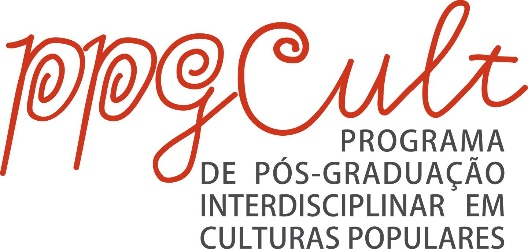 ppgCult
PROGRAMA
DE PÓS-GRADUAÇÃO
INTERDISCIPLINAR EM
CULTURAS POPULARES